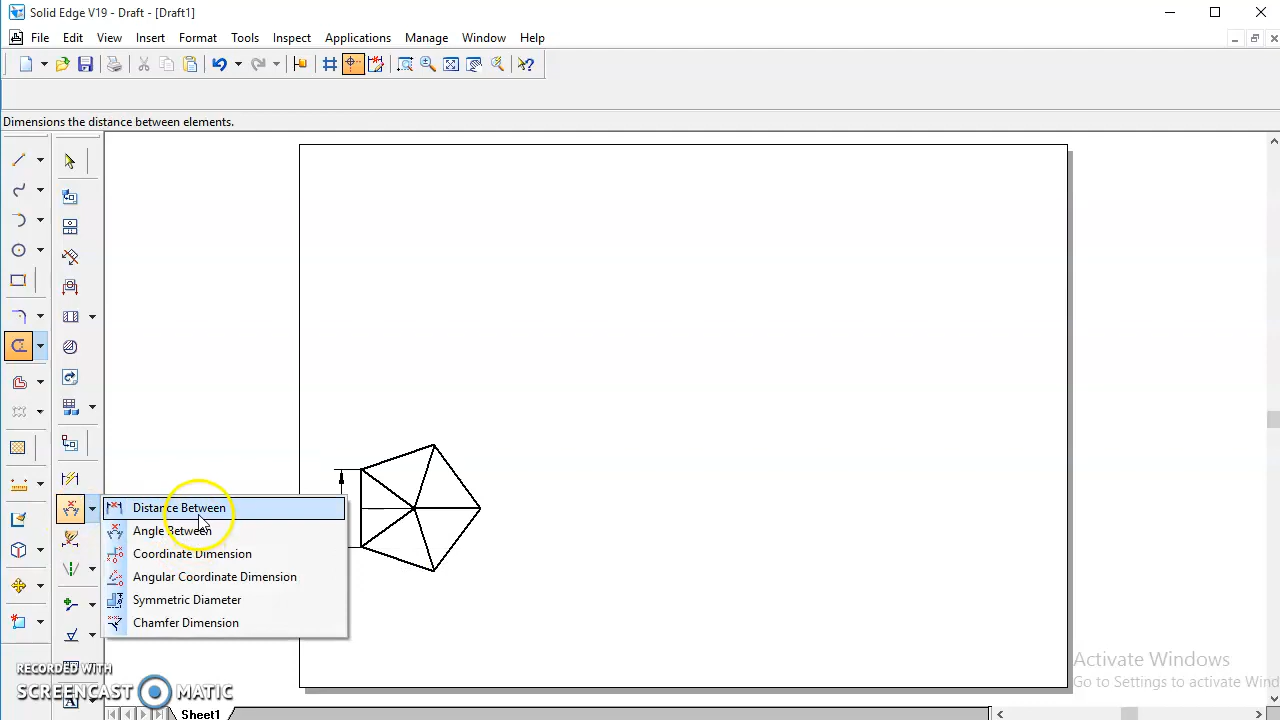 Solid Edge V19 - Draft - [Draft1]
File Edit View Insert Format Tools Inspect Applications Manage Window Help
Dimensions the distance between elements.
Distance Between
Angle Between
Coordinate Dimension
Angular Coordinate Dimension
Symmetric Diameter
Chamfer Dimension
Activate Windows
Go to Settings to activate Wind
RECORDED WITH
SCREENCAST MATIC
A
Sheet1